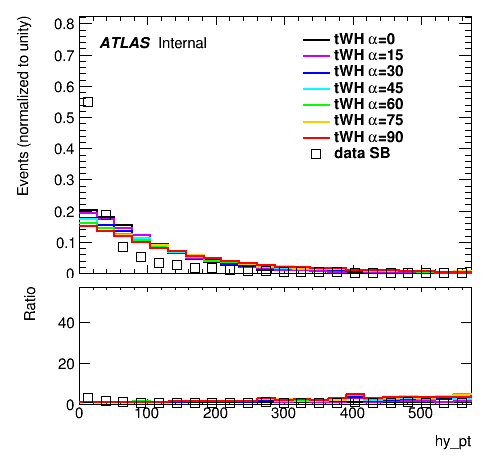 Events (normalized to unity)
0.8
0.7
0.6
0.5
0.4
0.3
0.2
0.1
0
ATLAS Internal
tWH α=0
tWH α=15
tWH α=30
tWH α=45
tWH α=60
tWH α=75
tWH α=90
data SB
Ratio
40
20
0
0 100 200 300 400 500
hy_pt